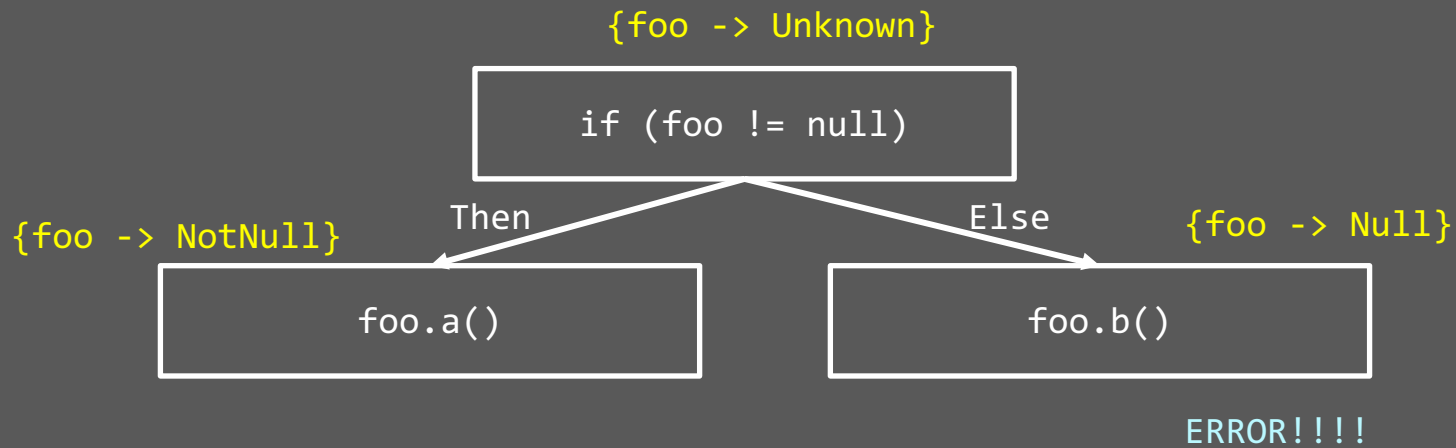 {foo -> Unknown}
if (foo != null)
Then
Else
{foo -> NotNull}
{foo -> Null}
foo.a()
foo.b()
ERROR!!!!